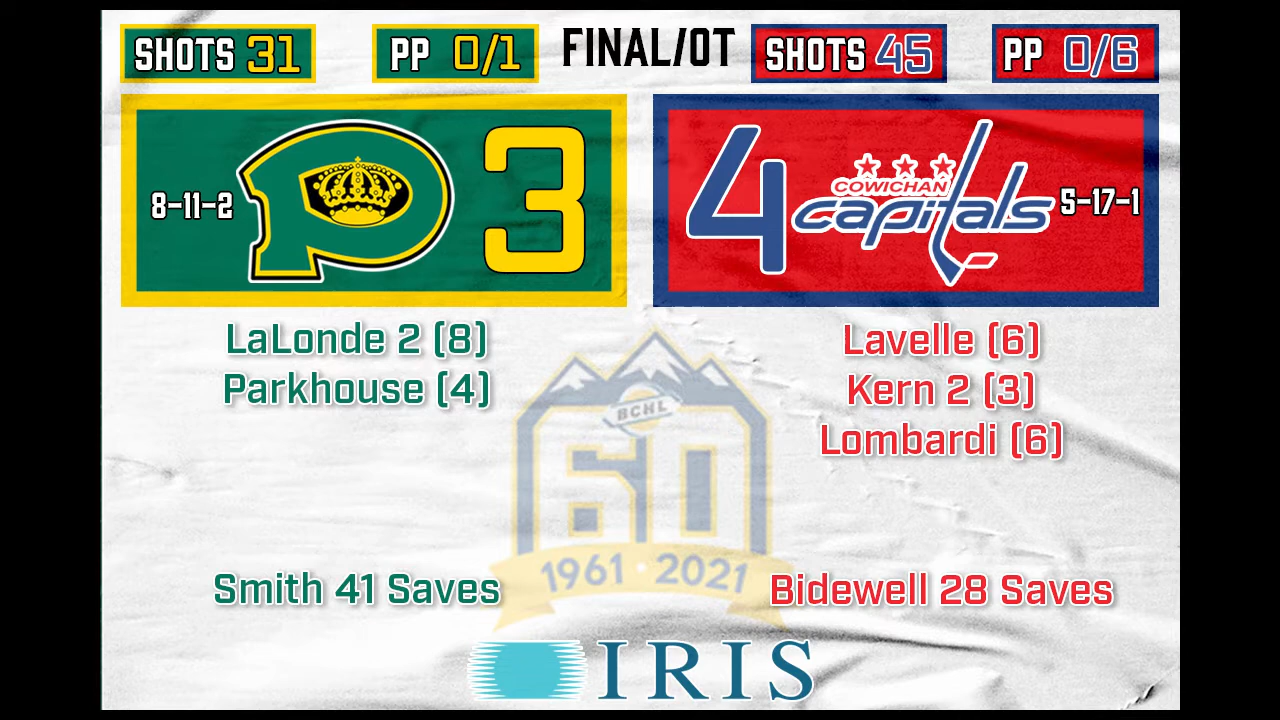 SHOTS 31 PP 0/1 FINAL/OT SHOTS 45 PP 0/6
8-11-2 P 3 4 COWICHAN capitals 5-17-1
LaLonde 2 (8)
Parkhouse (4)
Lavelle (6)
Kern 2 (3)
Lombardi (6)
BCHL
60
1961 · 2021
Smith 41 Saves
Bidewell 28 Saves
IRIS